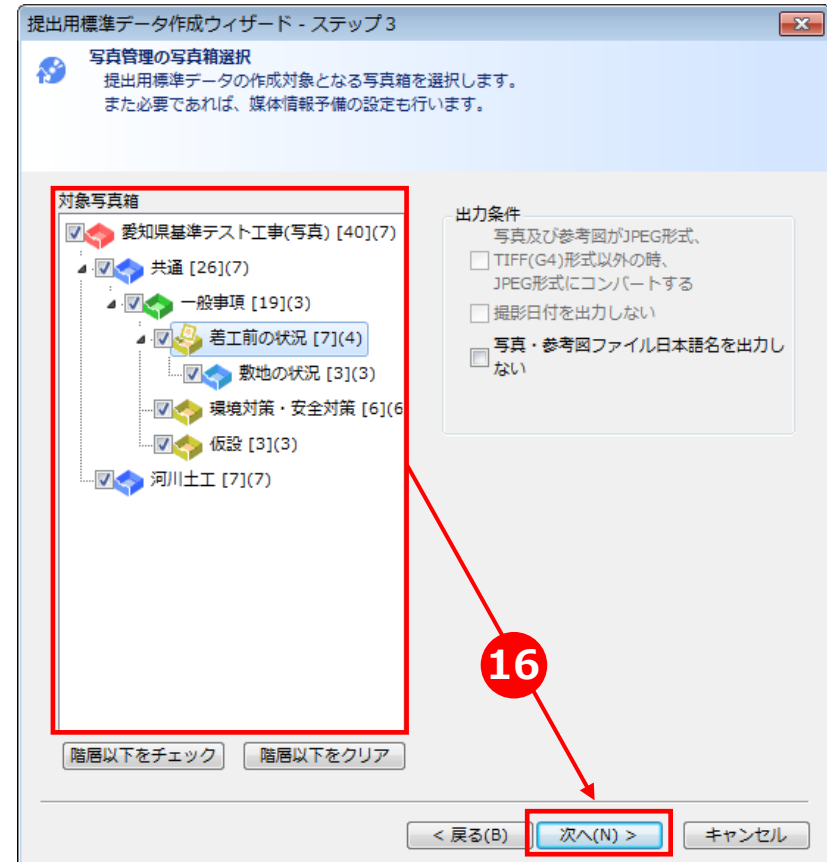 提出用標準データ作成ウィザード - ステップ3
写真管理の写真箱選択
提出用標準データの作成対象となる写真箱を選択します。
また必要であれば、媒体情報予備の設定も行います。
対象写真箱
愛知県基準テスト工事(写真) [40](7)
共通 [26](7)
一般事項 [19](3)
着工前の状況 [7](4)
敷地の状況 [3](3)
環境対策・安全対策 [6](6
仮設 [3](3)
河川土工 [7](7)
階層以下をチェック
階層以下をクリア
出力条件
写真及び参考図がJPEG形式、
TIFF(G4)形式以外の時、
JPEG形式にコンバートする
撮影日付を出力しない
写真・参考図ファイル日本語名を出力し
ない
16
< 戻る(B)
次へ(N) >
キャンセル